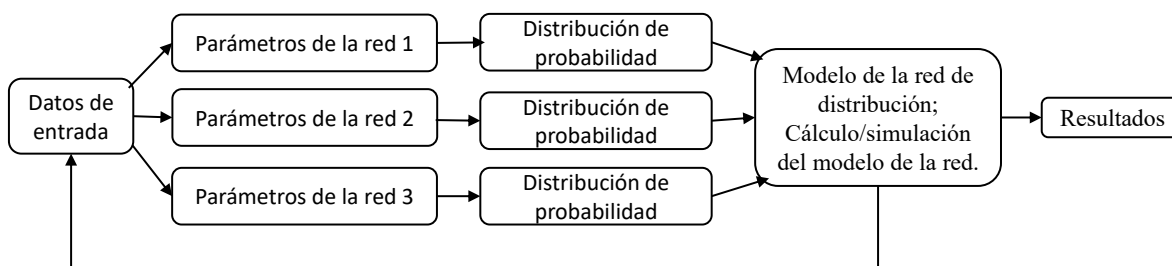 Datos de
entrada
Parámetros de la red 1
Parámetros de la red 2
Parámetros de la red 3
Distribución de
probabilidad
Distribución de
probabilidad
Distribución de
probabilidad
Modelo de la red de
distribución;
Cálculo/simulación
del modelo de la red.
Resultados